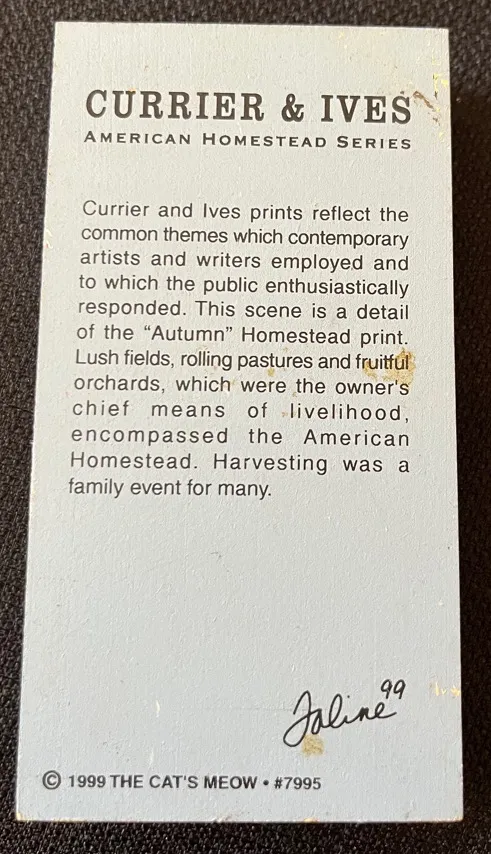 CURRIER & IVES
AMERICAN HOMESTEAD SERIES
Currier and Ives prints reflect the
common themes which contemporary
artists and writers employed and
to which the public enthusiastically
responded. This scene is a detail
of the “Autumn” Homestead print.
Lush fields, rolling pastures and fruitful
orchards, which were the owner's
chief means of livelihood,
encompassed the American
Homestead. Harvesting was a
family event for many.
Faline 99
© 1999 THE CAT'S MEOW • #7995